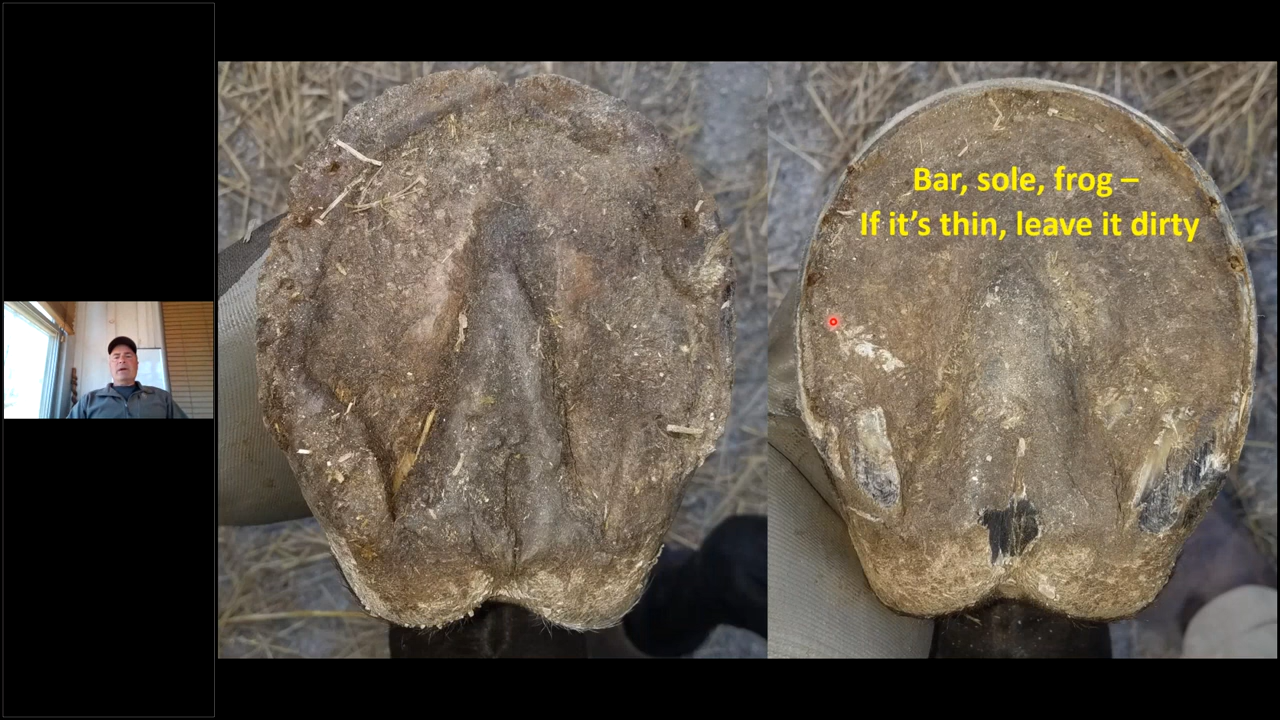 Bar, sole, frog –
If it's thin, leave it dirty